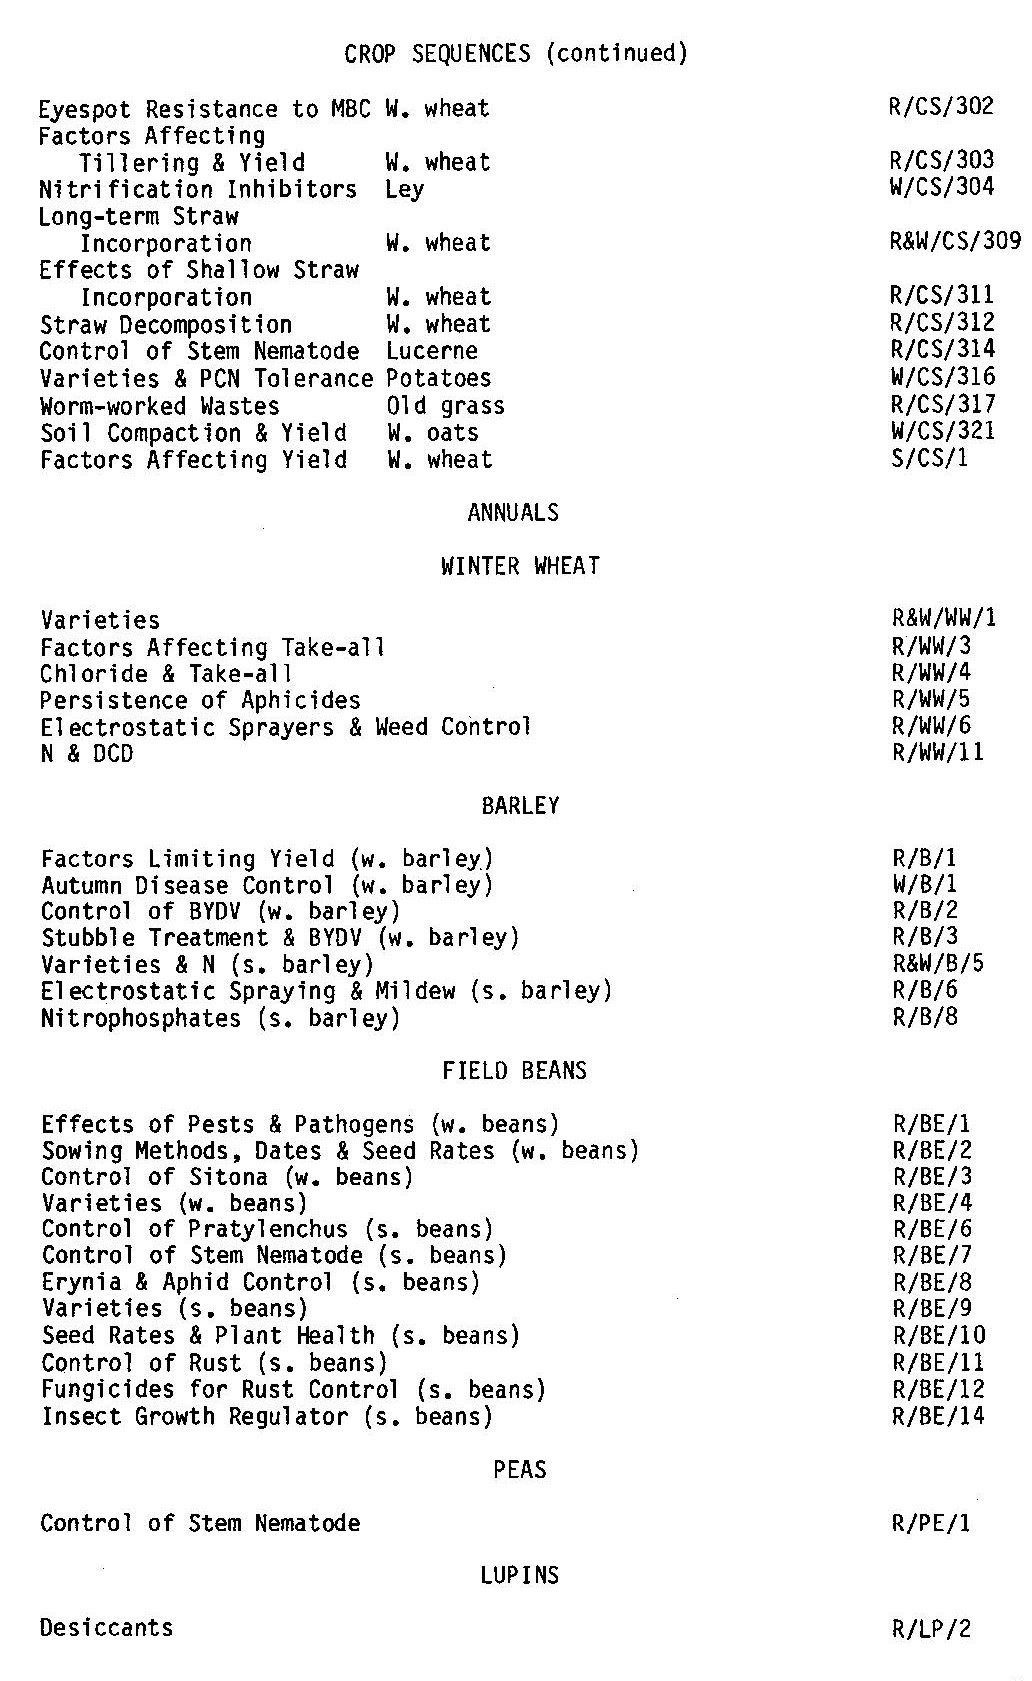 CROP SEQUENCES (continued)
Eyespot Resistance to MBC W. wheat R/CS/302
Factors Affecting
Tillering & Yield W. wheat R/CS/303
Nitrification Inhibitors Ley W/CS/304
Long-term Straw
Incorporation W. wheat R&W/CS/309
Effects of Shallow Straw
Incorporation W. wheat R/CS/311
Straw Decomposition W. wheat R/CS/312
Control of Stem Nematode Lucerne R/CS/314
Varieties & PCN Tolerance Potatoes W/CS/316
Worm-worked Wastes Old grass R/CS/317
Soil Compaction & Yield W. oats W/CS/321
Factors Affecting Yield W. wheat S/CS/1
ANNUALS
WINTER WHEAT
Varieties R&W/WW/1
Factors Affecting Take-all R/WW/3
Chloride & Take-all R/WW/4
Persistence of Aphicides R/WW/5
Electrostatic Sprayers & Weed Control R/WW/6
N & DCD R/WW/11
BARLEY
Factors Limiting Yield (w. barley) R/B/1
Autumn Disease Control (w. barley) W/B/1
Control of BYDV (w. barley) R/B/2
Stubble Treatment & BYDV (w. barley) R/B/3
Varieties & N (s. barley) R&W/B/5
Electrostatic Spraying & Mildew (s. barley) R/B/6
Nitrophosphates (s. barley) R/B/8
FIELD BEANS
Effects of Pests & Pathogens (w. beans) R/BE/1
Sowing Methods, Dates & Seed Rates (w. beans) R/BE/2
Control of Sitona (w. beans) R/BE/3
Varieties (w. beans) R/BE/4
Control of Pratylenchus (s. beans) R/BE/6
Control of Stem Nematode (s. beans) R/BE/7
Erynia & Aphid Control (s. beans) R/BE/8
Varieties (s. beans) R/BE/9
Seed Rates & Plant Health (s. beans) R/BE/10
Control of Rust (s. beans) R/BE/11
Fungicides for Rust Control (s. beans) R/BE/12
Insect Growth Regulator (s. beans) R/BE/14
PEAS
Control of Stem Nematode R/PE/1
LUPINS
Desiccants R/LP/2